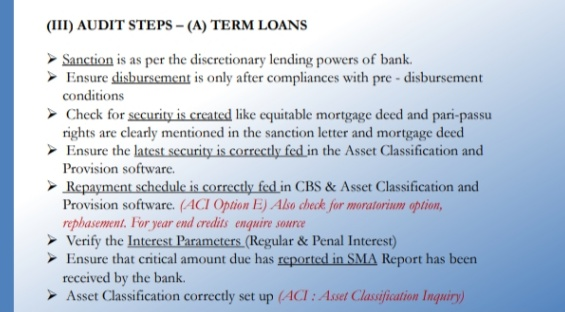 (III) AUDIT STEPS – (A) TERM LOANS
➤ Sanction is as per the discretionary lending powers of bank.
➤ Ensure disbursement is only after compliances with pre - disbursement
conditions
➤ Check for security is created like equitable mortgage deed and pari-passu
rights are clearly mentioned in the sanction letter and mortgage deed
➤ Ensure the latest security is correctly fed in the Asset Classification and
Provision software.
➤ Repayment schedule is correctly fed in CBS & Asset Classification and
Provision software. (ACI Option E) Also check for moratorium option,
rephasement. For year end credits enquire source
➤ Verify the Interest Parameters (Regular & Penal Interest)
➤ Ensure that critical amount due has reported in SMA Report has been
received by the bank.
➤ Asset Classification correctly set up (ACI : Asset Classification Inquiry)